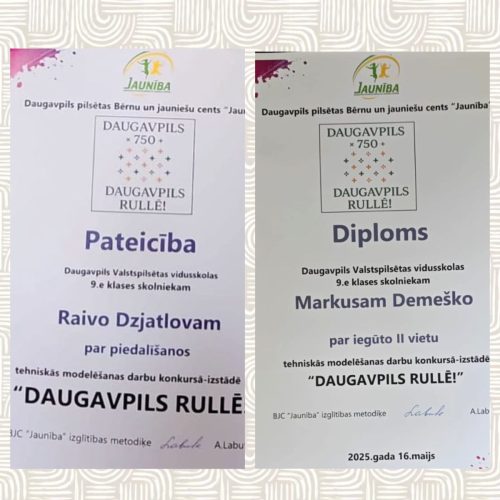 JAUNĪBA
Daugavpils pilsētas Bērnu un jauniešu cents "Jaun
DAUGAVPILS
750
DAUGAVPILS
RULLĒ!
Pateicība
Daugavpils Valstspilsētas vidusskolas
9.e klases skolniekam
Raivo Dzjatlovam
par piedalīšanos
tehniskās modelēšanas darbu konkursā-izstādē
"DAUGAVPILS RULLĒ
BJC "Jaunība" izglītības metodiķe A.Labu
JAUNĪBA
Daugavpils pilsētas Bērnu un jauniešu cents "Jaunība"
DAUGAVPILS
750
DAUGAVPILS
RULLĒ!
Diploms
Daugavpils Valstspilsētas vidusskolas
9.e klases skolniekam
Markusam Demeško
par iegūto II vietu
tehniskās modelēšanas darbu konkursā-izstādē
"DAUGAVPILS RULLĒ!"
BJC "Jaunība" izglītības metodiķe A.Lab
2025.gada 16.maijs